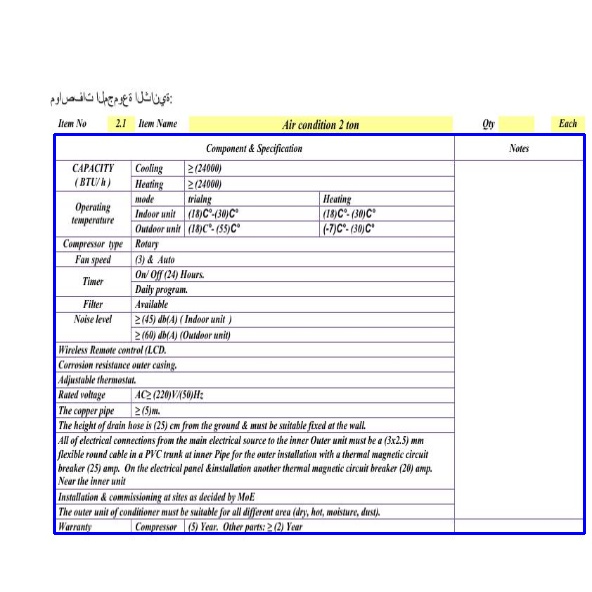 مواصفات المجموعة الثانية:
Item No 2.1 Item Name Air condition 2 ton Qty Each
Component & Specification Notes
CAPACITY Cooling ≥(24000)
( BTU/h ) Heating ≥(24000)
Operating temperature mode trialng Heating
Indoor unit (18)C°-(30)C° (18)C°- (30)C°
Outdoor unit (18)C°- (55)C° (-7)C°- (30)C°
Compressor type Rotary
Fan speed (3) & Auto
Timer On/ Off (24) Hours.
Daily program.
Filter Available
Noise level ≥(45) db(A) ( Indoor unit )
≥(60) db(A) (Outdoor unit)
Wireless Remote control (LCD.
Corrosion resistance outer casing.
Adjustable thermostat.
Rated voltage AC≥(220)V/(50)Hz
The copper pipe ≥(5)m.
The height of drain hose is (25) cm from the ground & must be suitable fixed at the wall.
All of electrical connections from the main electrical source to the inner Outer unit must be a (3x2.5) mm
flexible round cable in a PVC trunk at inner Pipe for the outer installation with a thermal magnetic circuit
breaker (25) amp. On the electrical panel &installation another thermal magnetic circuit breaker (20) amp.
Near the inner unit
Installation & commissioning at sites as decided by MoE
The outer unit of conditioner must be suitable for all different area (dry, hot, moisture, dust).
Warranty Compressor (5) Year. Other parts: ≥(2) Year